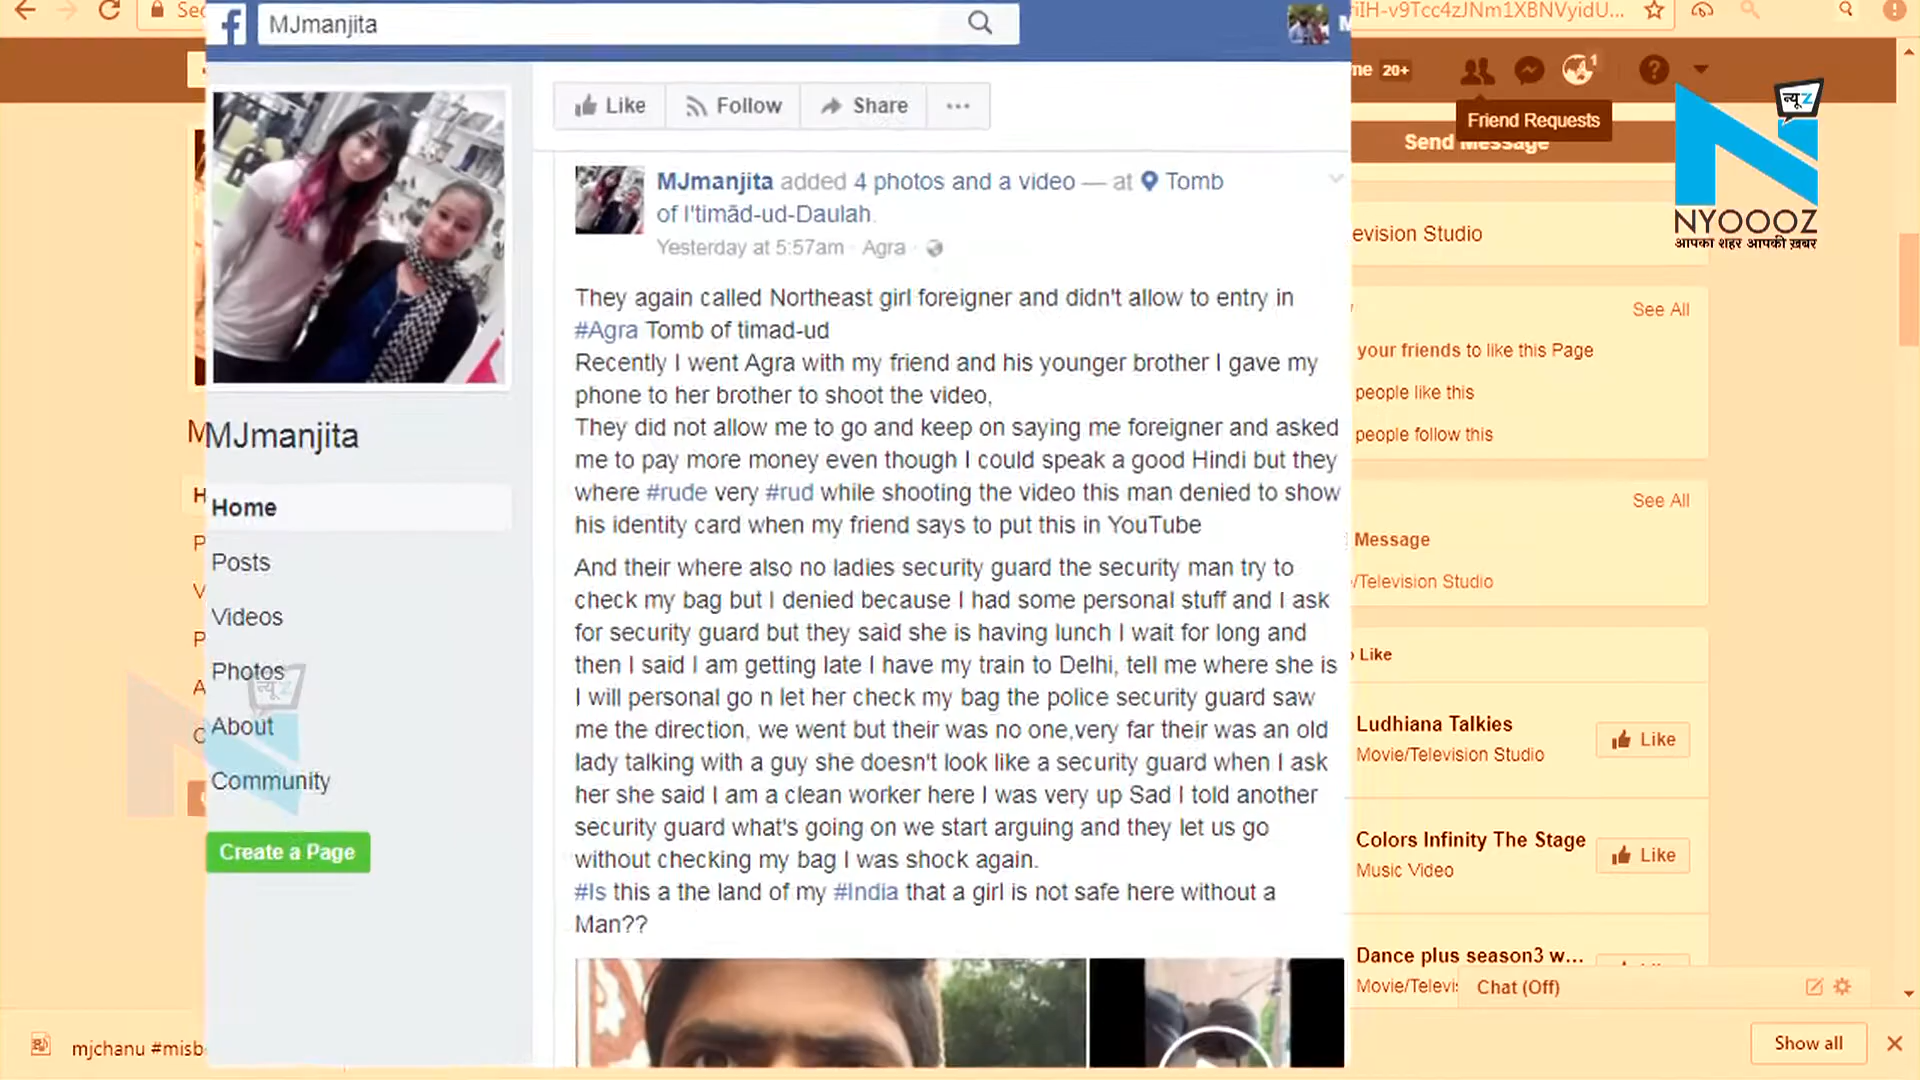 Sec
MJmanjita
riIH-v9Tcc4zJNm1XBNVyidU...
me 20+
1
Friend Requests
Send Message
न्यूZ
NYOOOZ
आपका शहर आपकी ख़बर
Like
Follow
Share
MJmanjita added 4 photos and a video — at Tomb
of I'timād-ud-Daulah.
Yesterday at 5:57am · Agra ·
They again called Northeast girl foreigner and didn't allow to entry in
#Agra Tomb of timad-ud
Recently I went Agra with my friend and his younger brother I gave my
phone to her brother to shoot the video,
They did not allow me to go and keep on saying me foreigner and asked
me to pay more money even though I could speak a good Hindi but they
where #rude very #rud while shooting the video this man denied to show
his identity card when my friend says to put this in YouTube
And their where also no ladies security guard the security man try to
check my bag but I denied because I had some personal stuff and I ask
for security guard but they said she is having lunch I wait for long and
then I said I am getting late I have my train to Delhi, tell me where she is
I will personal go n let her check my bag the police security guard saw
me the direction, we went but their was no one,very far their was an old
lady talking with a guy she doesn't look like a security guard when I ask
her she said I am a clean worker here I was very up Sad I told another
security guard what's going on we start arguing and they let us go
without checking my bag I was shock again.
#Is this a the land of my #India that a girl is not safe here without a
Man??
MJmanjita
Home
Posts
Videos
Photos
About
Community
Create a Page
न्यूZ
evision Studio
See All
your friends to like this Page
people like this
people follow this
See All
Message
/Television Studio
Like
Ludhiana Talkies
Movie/Television Studio
Like
Colors Infinity The Stage
Music Video
Like
Dance plus season3 w...
Movie/Televi
Chat (Off)
mjchanu #misb
Show all